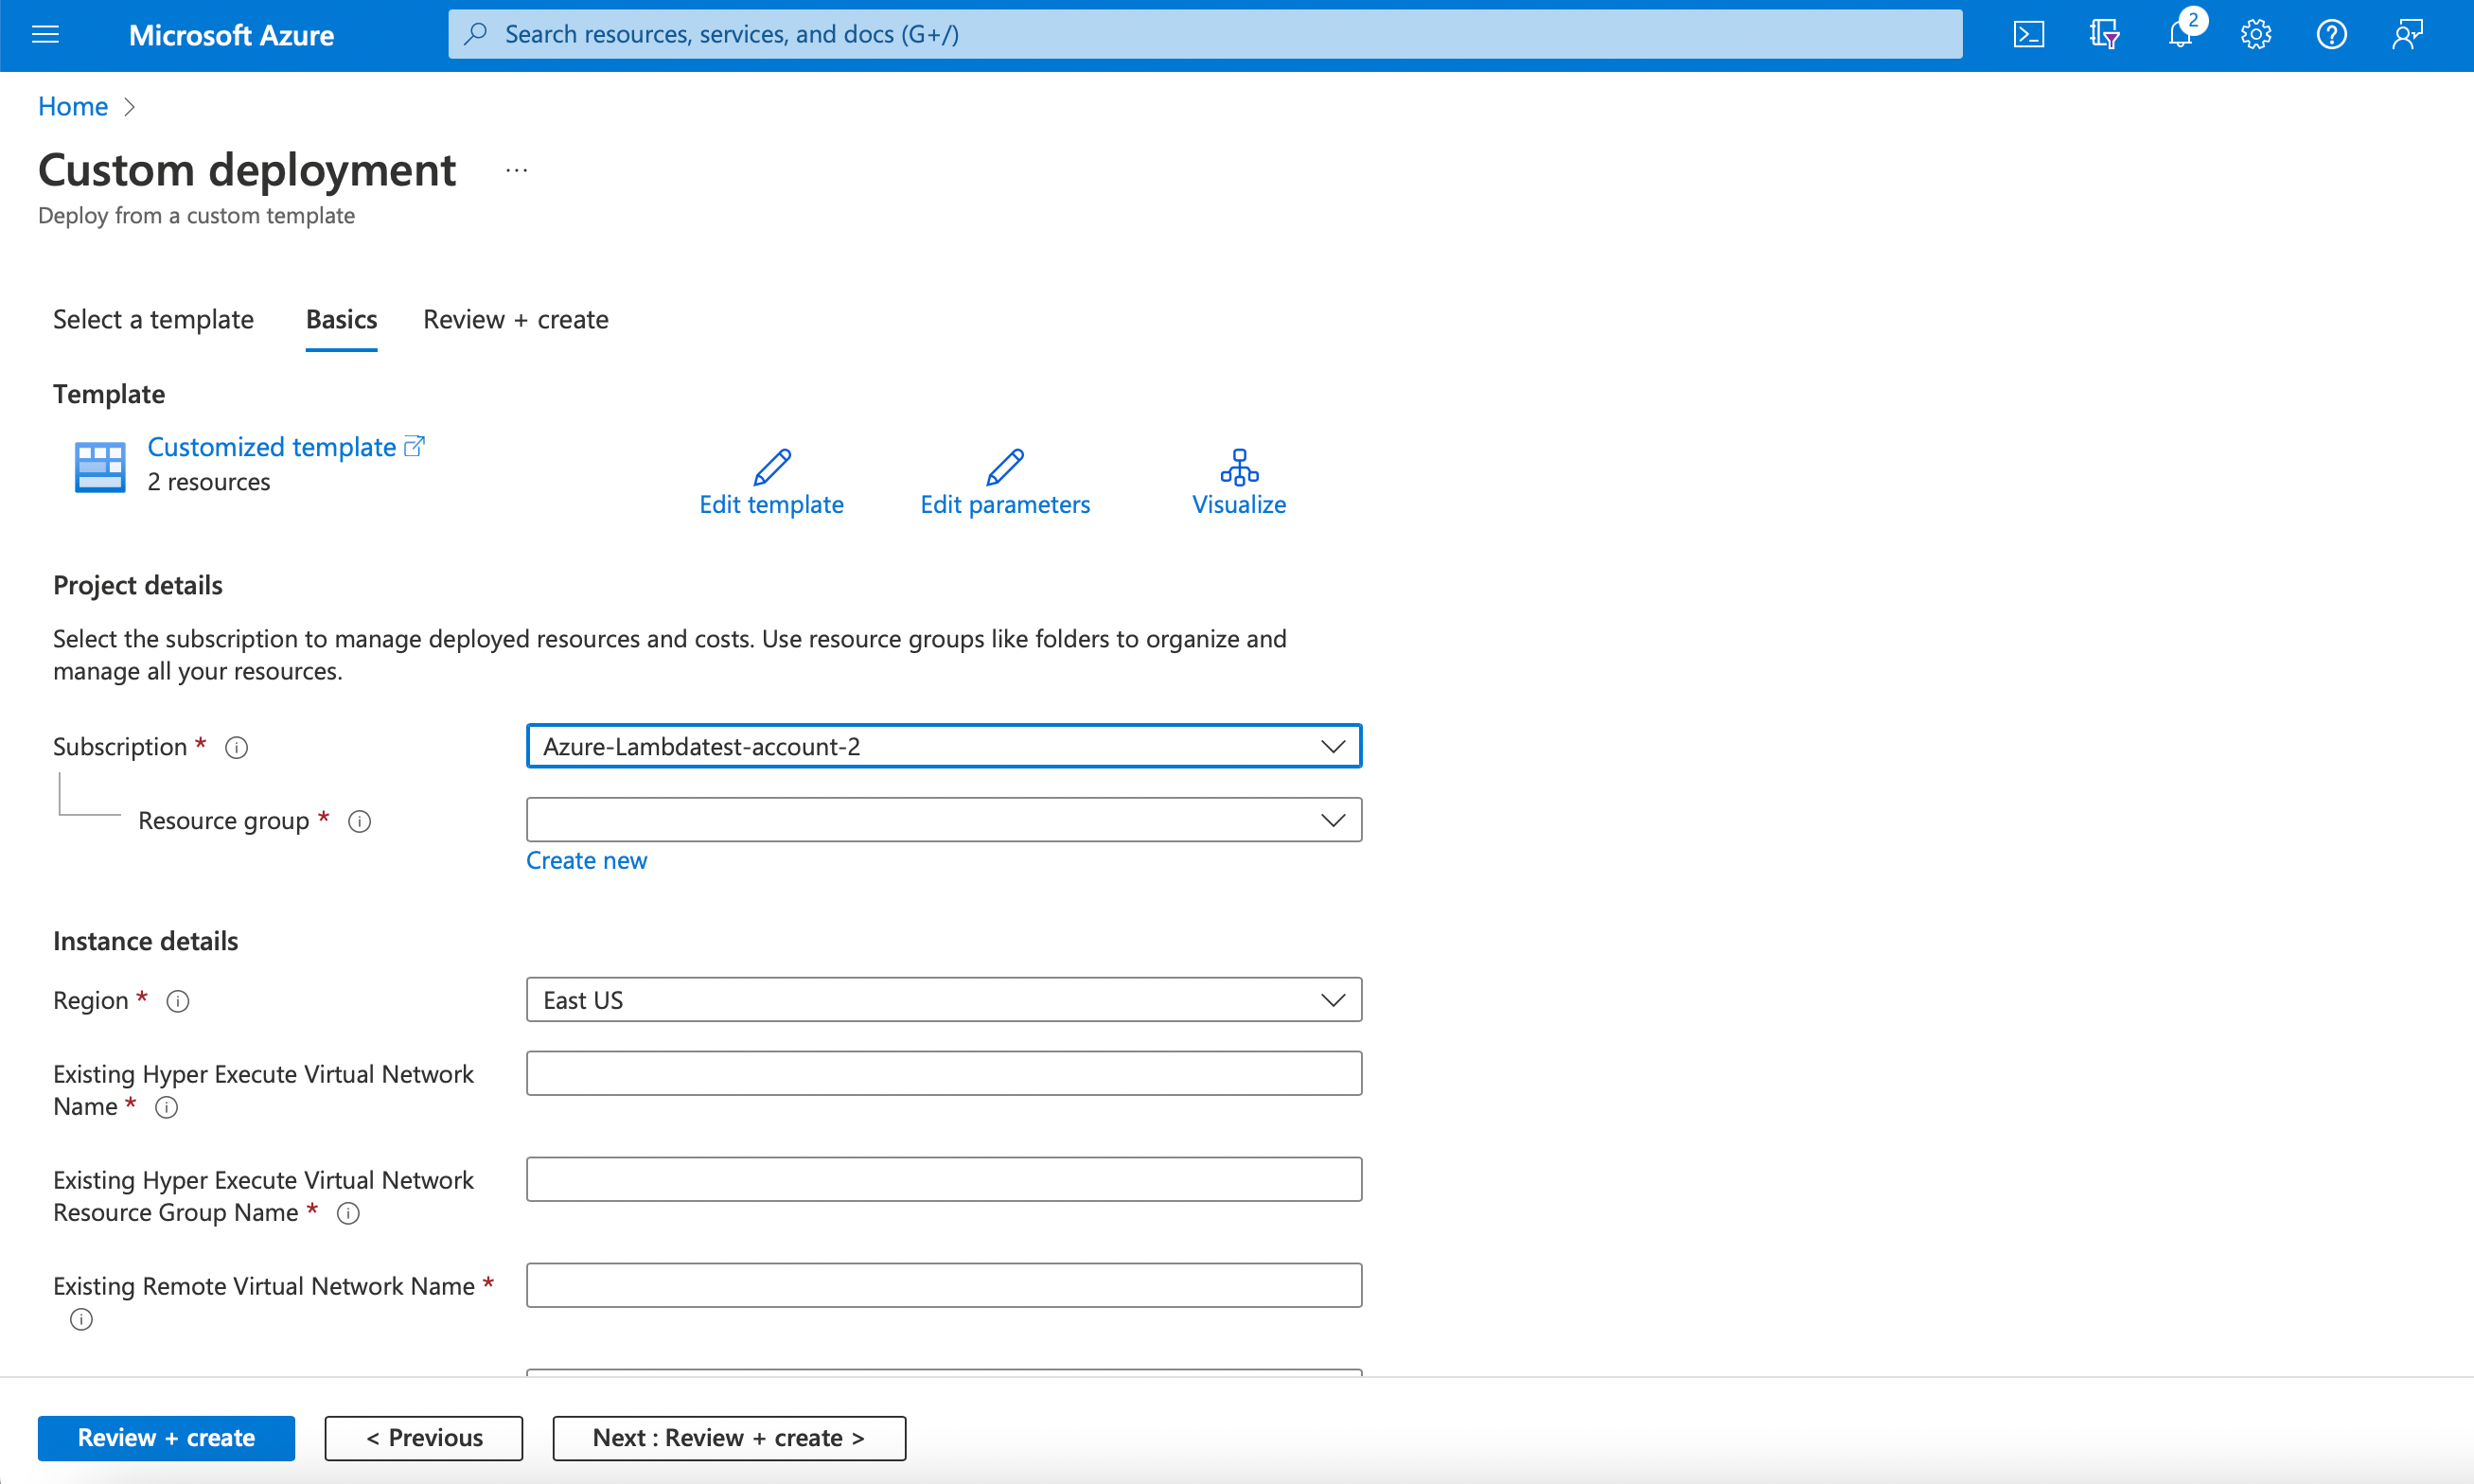 Microsoft Azure
Search resources, services, and docs (G+/)
2
Home
Custom deployment ...
Deploy from a custom template
Select a template Basics Review + create
Template
Customized template
2 resources
Edit template Edit parameters Visualize
Project details
Select the subscription to manage deployed resources and costs. Use resource groups like folders to organize and
manage all your resources.
Subscription * Azure-Lambdatest-account-2
Resource group *
Create new
Instance details
Region * East US
Existing Hyper Execute Virtual Network
Name *
Existing Hyper Execute Virtual Network
Resource Group Name *
Existing Remote Virtual Network Name *
Review + create < Previous Next : Review + create >